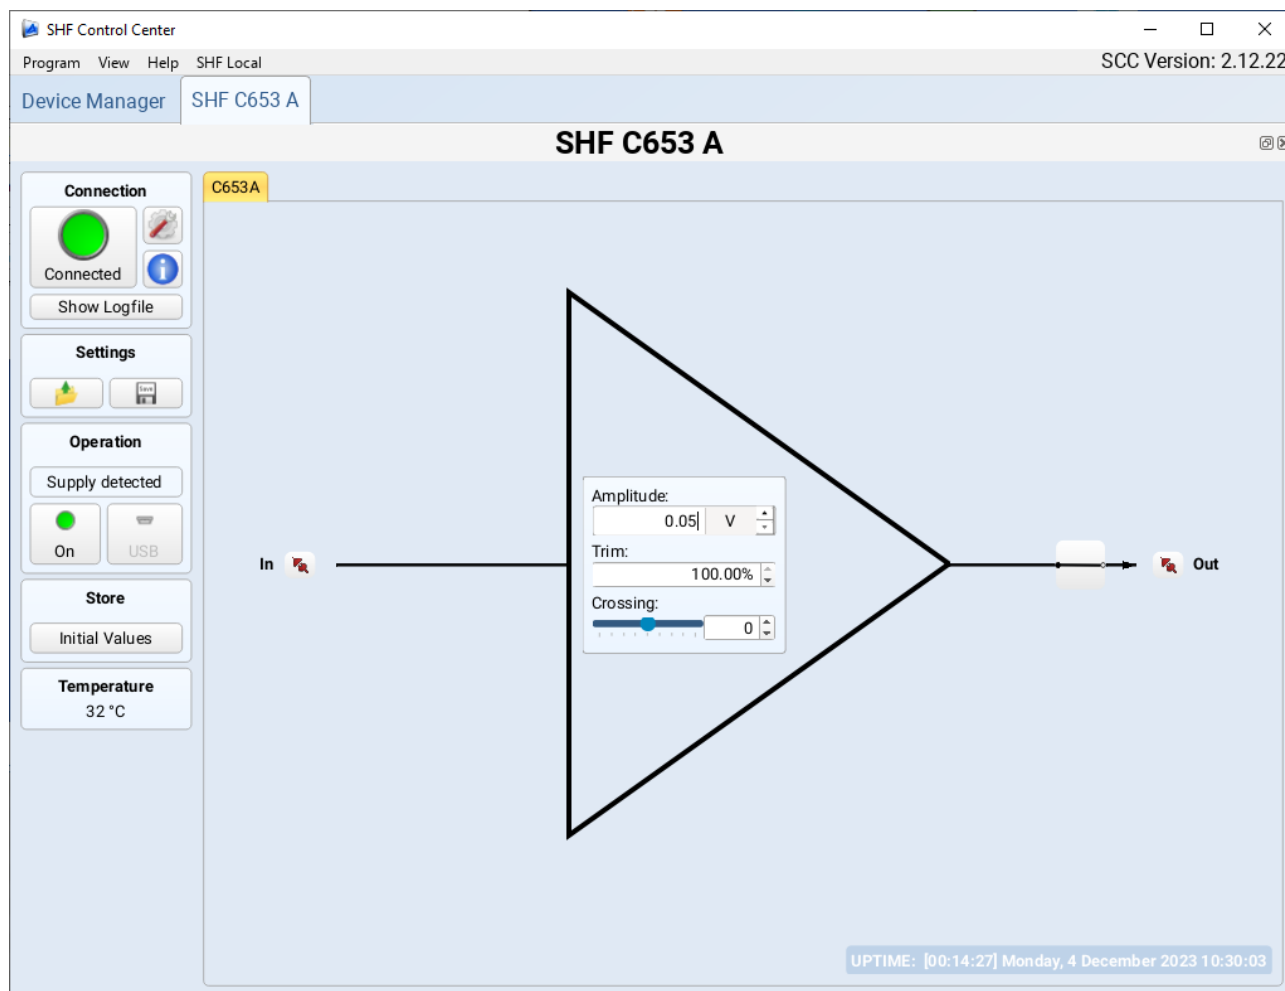 SHF Control Center
Program View Help SHF Local
SCC Version: 2.12.22
Device Manager
SHF C653 A
SHF C653 A
Connection
Connected
Show Logfile
Settings
Save
Operation
Supply detected
On
USB
Store
Initial Values
Temperature
32 °C
C653A
In
Amplitude:
0.05 V
Trim:
100.00%
Crossing:
0
Out
UPTIME: [00:14:27] Monday, 4 December 2023 10:30:03